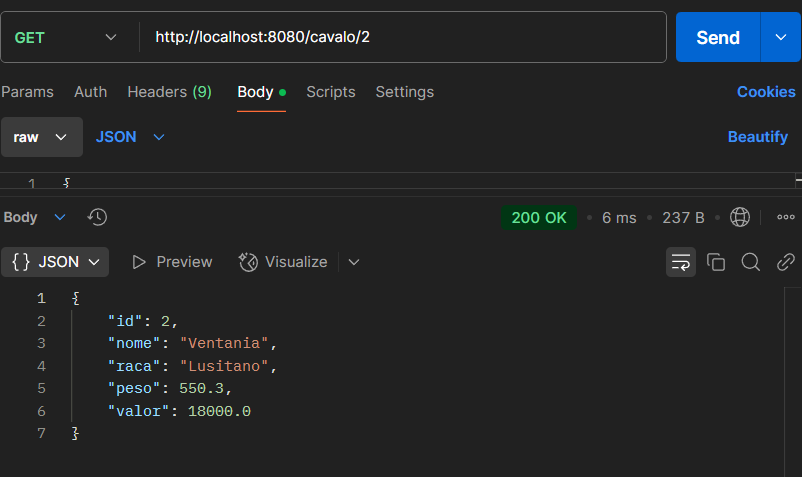 GET http://localhost:8080/cavalo/2 Send
Params Auth Headers (9) Body Scripts Settings Cookies
raw JSON Beautify
1 {
Body 200 OK 6 ms 237 B
{} JSON Preview Visualize
1 {
2 "id": 2,
3 "nome": "Ventania",
4 "raca": "Lusitano",
5 "peso": 550.3,
6 "valor": 18000.0
7 }